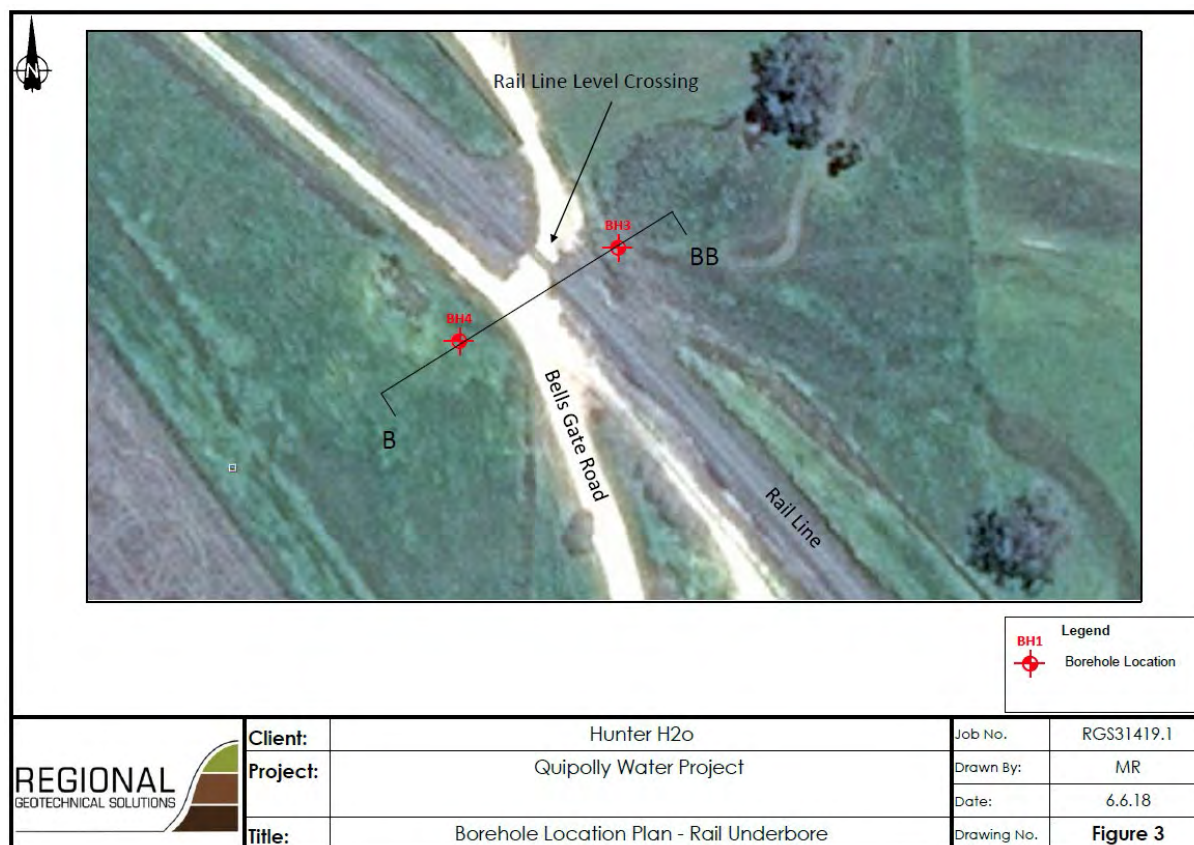 N
Rail Line Level Crossing
BH3
BB
BH4
B
Bells Gate Road
Rail Line
Legend
BH1
Borehole Location
REGIONAL
GEOTECHNICAL SOLUTIONS
Client: Hunter H2o
Project: Quipolly Water Project
Title: Borehole Location Plan - Rail Underbore
Job No. RGS31419.1
Drawn By: MR
Date: 6.6.18
Drawing No. Figure 3